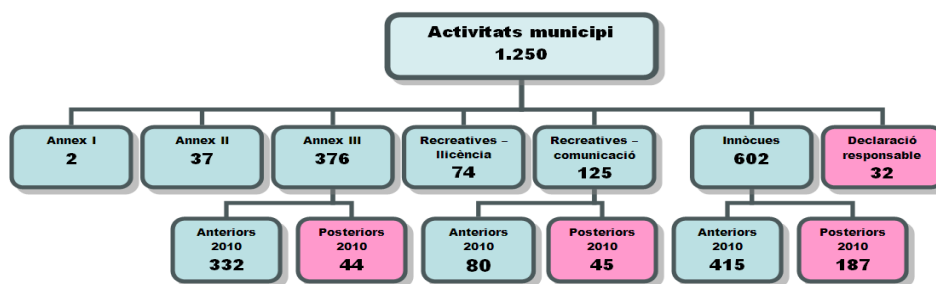 Activitats municipi
1.250
Annex I
2
Annex II
37
Annex III
376
Recreatives –
llicència
74
Recreatives –
comunicació
125
Innòcues
602
Declaració
responsable
32
Anteriors
2010
332
Posteriors
2010
44
Anteriors
2010
80
Posteriors
2010
45
Anteriors
2010
415
Posteriors
2010
187